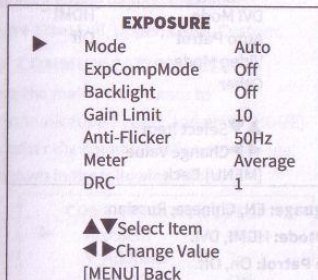 EXPOSURE
▶ Mode Auto
ExpCompMode Off
Backlight Off
Gain Limit 10
Anti-Flicker 51Hz
Meter Average
DRC 1
▲▼Select Item
◀▶Change Value
[MENU] Back